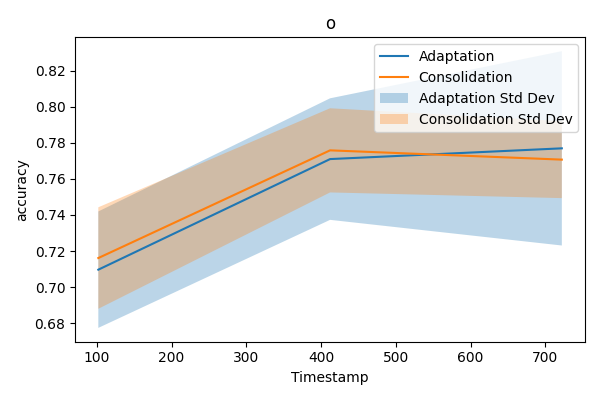 o
Adaptation
Consolidation
Adaptation Std Dev
Consolidation Std Dev
accuracy
0.82
0.80
0.78
0.76
0.74
0.72
0.70
0.68
100 200 300 400 500 600 700
Timestamp